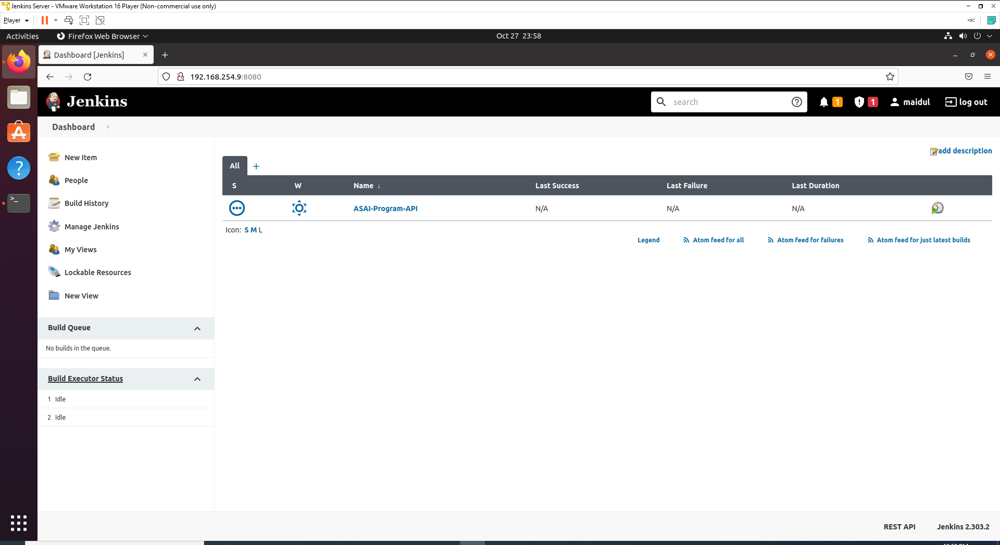 Jenkins Server - VMware Workstation 16 Player (Non-commercial use only)
Player
Activities Firefox Web Browser Oct 27 23:58
Dashboard [Jenkins]
192.168.254.9:8080
Jenkins search 1 1 maidul log out
Dashboard
add description
New Item
People
Build History
Manage Jenkins
My Views
Lockable Resources
New View
Build Queue
No builds in the queue.
Build Executor Status
1 Idle
2 Idle
All +
S W Name ↓ Last Success Last Failure Last Duration
ASAI-Program-API N/A N/A N/A
Icon: S M L
Legend Atom feed for all Atom feed for failures Atom feed for just latest builds
REST API Jenkins 2.303.2